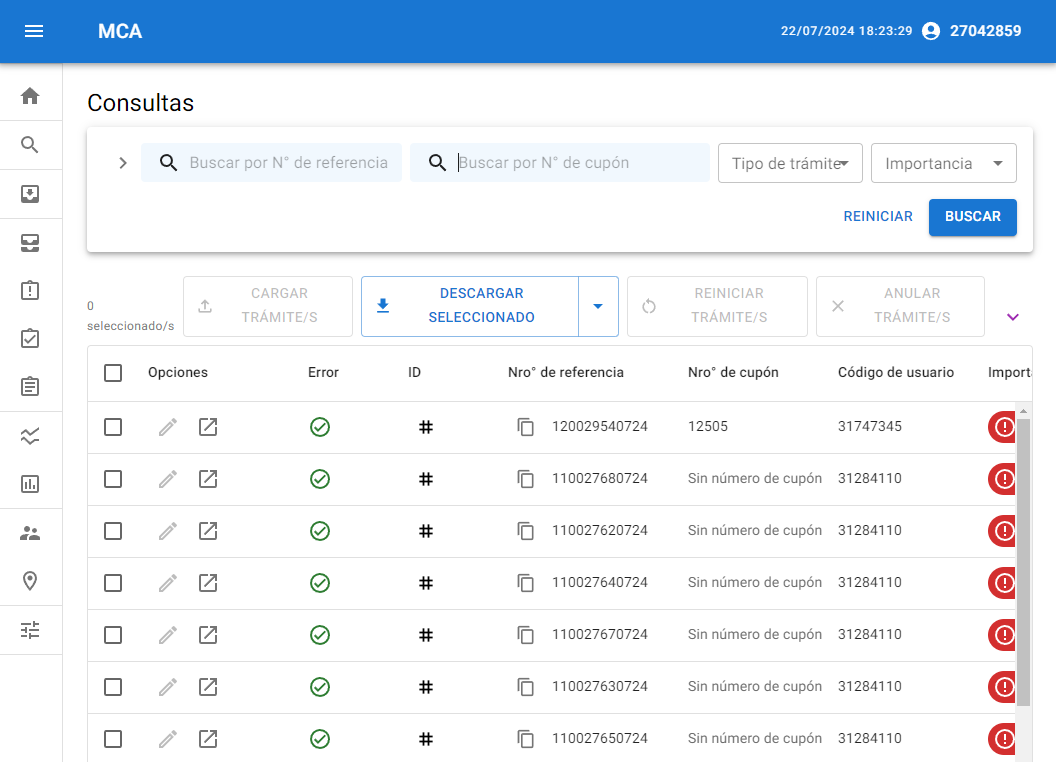 MCA
22/07/2024 18:23:29 27042859
Consultas
Buscar por N° de referencia
Buscar por N° de cupón
Tipo de trámite
Importancia
REINICIAR
BUSCAR
0
seleccionado/s
CARGAR
TRÁMITE/S
DESCARGAR
SELECCIONADO
REINICIAR
TRÁMITE/S
ANULAR
TRÁMITE/S
Opciones Error ID Nro° de referencia Nro° de cupón Código de usuario Import
120029540724 12505 31747345
110027680724 Sin número de cupón 31284110
110027620724 Sin número de cupón 31284110
110027640724 Sin número de cupón 31284110
110027670724 Sin número de cupón 31284110
110027630724 Sin número de cupón 31284110
110027650724 Sin número de cupón 31284110